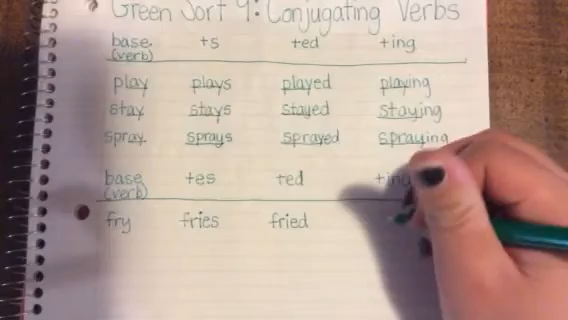 Green Sort 9: Conjugating Verbs
base (verb) +s +ed +ing
play plays played playing
stay stays stayed staying
spray sprays sprayed spraying
base (verb) +es +ed +ing
fry fries fried